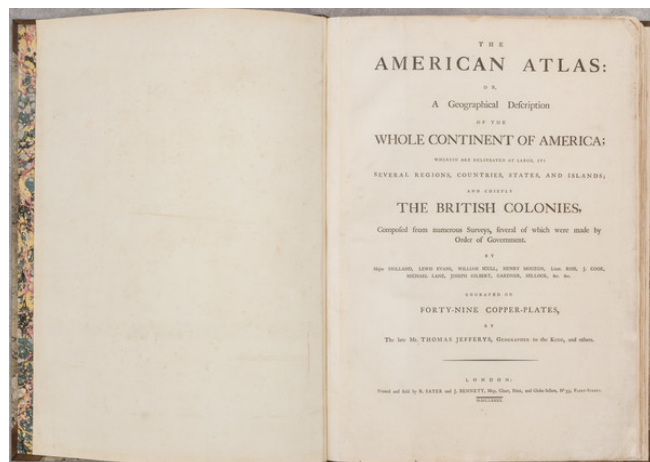 THE
AMERICAN ATLAS:
OR,
A Geographical Deſcription
OF THE
WHOLE CONTINENT OF AMERICA;
WHEREIN ARE DELINEATED AT LARGE, ITS
SEVERAL REGIONS, COUNTRIES, STATES, AND ISLANDS;
AND CHIEFLY
THE BRITISH COLONIES,
Compoſed from numerous Surveys, ſeveral of which were made by
Order of Government.
BY
Major HOLLAND, LEWIS EVANS, WILLIAM SCULL, HENRY MOUZON, Lieut. ROSS, J. COOK,
MICHAEL LANE, JOSEPH GILBERT, GARDNER, HILLOCK, &c. &c.
ENGRAVED ON
FORTY-NINE COPPER-PLATES,
BY
The late Mr. THOMAS JEFFERYS, GEOGRAPHER to the KING, and others.
LONDON:
Printed and Sold by R. SAYER and J. BENNETT, Map, Chart, and Print-Sellers, Nº 53, FLEET-STREET.